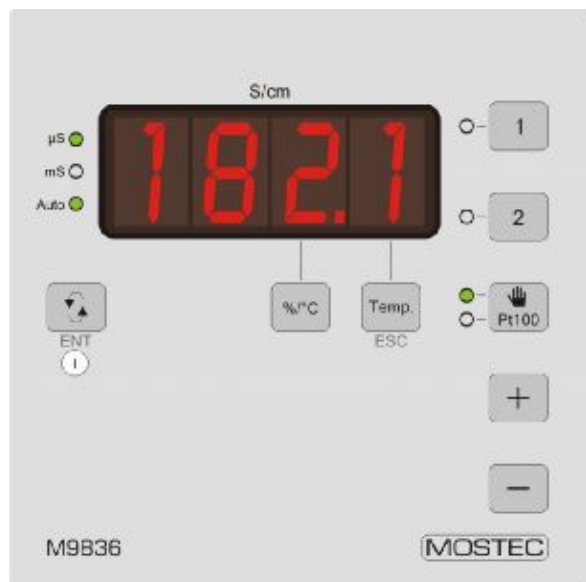 S/cm
µS
mS
Auto
182.1
1
2
%/°C
Temp.
Pt100
ENT
ESC
I
+
−
M9836
MOSTEC